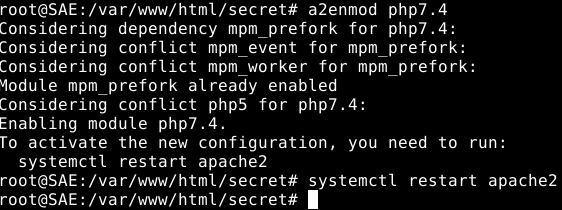 root@SAE:/var/www/html/secret# a2enmod php7.4
Considering dependency mpm_prefork for php7.4:
Considering conflict mpm_event for mpm_prefork:
Considering conflict mpm_worker for mpm_prefork:
Module mpm_prefork already enabled
Considering conflict php5 for php7.4:
Enabling module php7.4.
To activate the new configuration, you need to run:
  systemctl restart apache2
root@SAE:/var/www/html/secret# systemctl restart apache2
root@SAE:/var/www/html/secret#